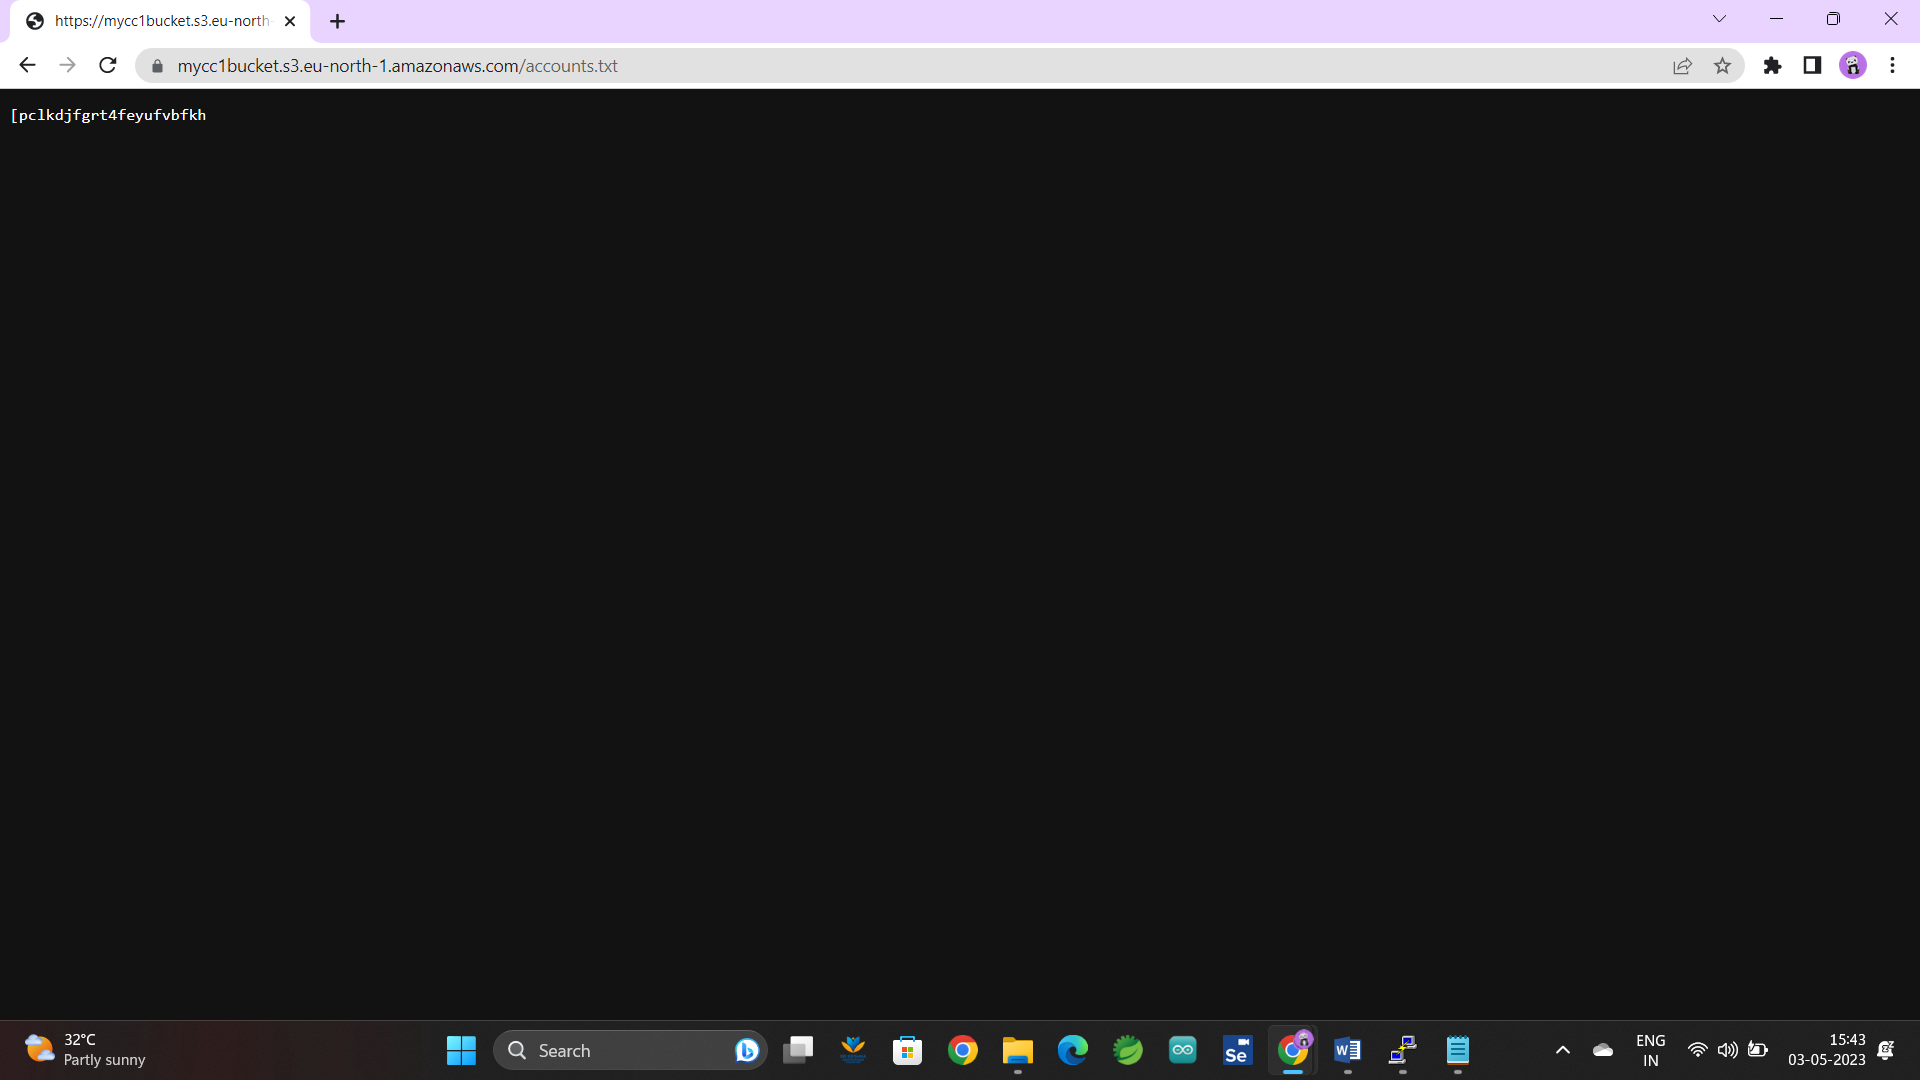 https://mycc1bucket.s3.eu-north-
mycc1bucket.s3.eu-north-1.amazonaws.com/accounts.txt
[pclkdjfgrt4feyufvbfkh
32°C
Partly sunny
Search
Se
W
ENG
IN
15:43
03-05-2023